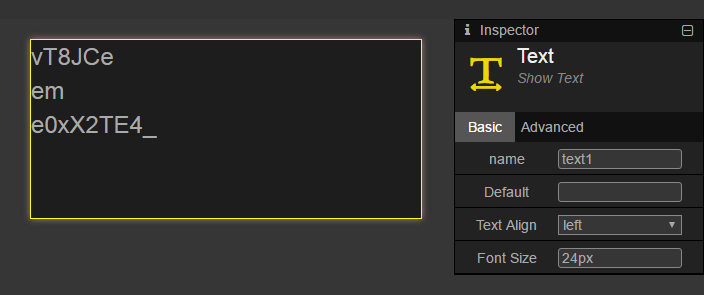 vT8JCe
em
e0xX2TE4_
Inspector
Text
Show Text
Basic Advanced
name text1
Default
Text Align left
Font Size 24px